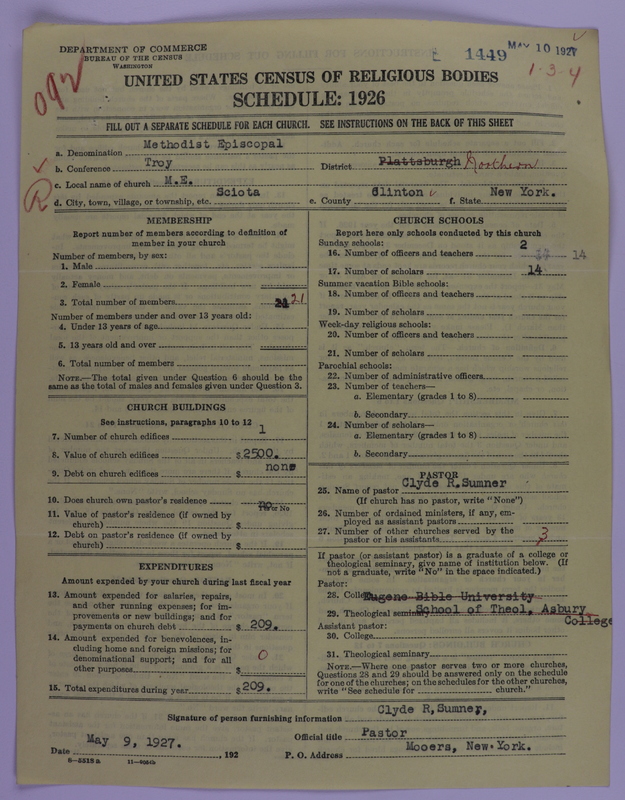 DEPARTMENT OF COMMERCE
BUREAU OF THE CENSUS
WASHINGTON
1449
MAY 10 1927
1-3-4
092
UNITED STATES CENSUS OF RELIGIOUS BODIES
SCHEDULE: 1926
FILL OUT A SEPARATE SCHEDULE FOR EACH CHURCH. SEE INSTRUCTIONS ON THE BACK OF THIS SHEET
a. Denomination Methodist Episcopal
b. Conference Troy District Plattsburgh Northern
c. Local name of church M.E.
R
d. City, town, village, or township, etc. Sciota e. County Clinton f. State New York.
MEMBERSHIP
Report number of members according to definition of
member in your church
Number of members, by sex:
1. Male
2. Female
3. Total number of members 21
Number of members under and over 13 years old:
4. Under 13 years of age
5. 13 years old and over
6. Total number of members
NOTE.—The total given under Question 6 should be the
same as the total of males and females given under Question 3.
CHURCH BUILDINGS
See instructions, paragraphs 10 to 12
7. Number of church edifices 1
8. Value of church edifices $ 2500.
9. Debt on church edifices $ none
10. Does church own pastor's residence no
Yes or No
11. Value of pastor's residence (if owned by
church) $
12. Debt on pastor's residence (if owned by
church) $
EXPENDITURES
Amount expended by your church during last fiscal year
13. Amount expended for salaries, repairs,
and other running expenses; for im-
provements or new buildings; and for
payments on church debt $ 209.
14. Amount expended for benevolences, in-
cluding home and foreign missions; for
denominational support; and for all
other purposes $ 0
15. Total expenditures during year $ 209.
CHURCH SCHOOLS
Report here only schools conducted by this church
Sunday schools:
16. Number of officers and teachers 2 14
17. Number of scholars 14
Summer vacation Bible schools:
18. Number of officers and teachers
19. Number of scholars
Week-day religious schools:
20. Number of officers and teachers
21. Number of scholars
Parochial schools:
22. Number of administrative officers
23. Number of teachers—
a. Elementary (grades 1 to 8)
b. Secondary
24. Number of scholars—
a. Elementary (grades 1 to 8)
b. Secondary
PASTOR
25. Name of pastor Clyde R.Sumner
(If church has no pastor, write "None")
26. Number of ordained ministers, if any, em-
ployed as assistant pastors
27. Number of other churches served by the
pastor or his assistants 3
If pastor (or assistant pastor) is a graduate of a college or
theological seminary, give name of institution below. (If
not a graduate, write "No" in the space indicated.)
Pastor:
28. College Eugene Bible University
29. Theological seminary School of Theol, Asbury
College
Assistant pastor:
30. College
31. Theological seminary
NOTE.—Where one pastor serves two or more churches,
Questions 28 and 29 should be answered only on the schedule
for one of the churches; on the schedules for the other churches,
write "See schedule for church."
Signature of person furnishing information Clyde R,Sumner,
Date May 9, 1927. , 192
Official title Pastor
P. O. Address Mooers, New York.